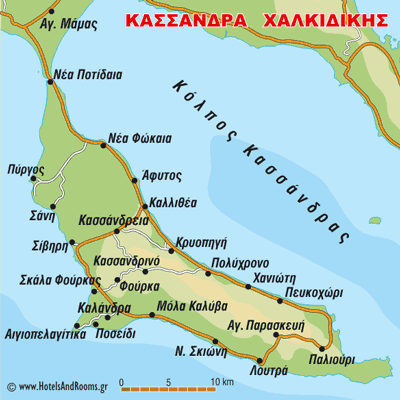 ΚΑΣΣΑΝΔΡΑ ΧΑΛΚΙΔΙΚΗΣ
Αγ. Μάμας
Νέα Ποτίδαια
Κόλπος Κασσάνδρας
Νέα Φώκαια
Πύργος
Άφυτος
Σάνη
Καλλιθέα
Κασσάνδρεια
Σίβηρη
Κρυοπηγή
Κασσανδρινό
Πολύχρονο
Σκάλα Φούρκας
Φούρκα
Χανιώτη
Πευκοχώρι
Καλάνδρα
Μόλα Καλύβα
Αιγιοπελαγίτικα
Ποσείδι
Αγ. Παρασκευή
Ν. Σκιώνη
Παλιούρι
Λουτρά
© www.HotelsAndRooms.gr
0 10 km